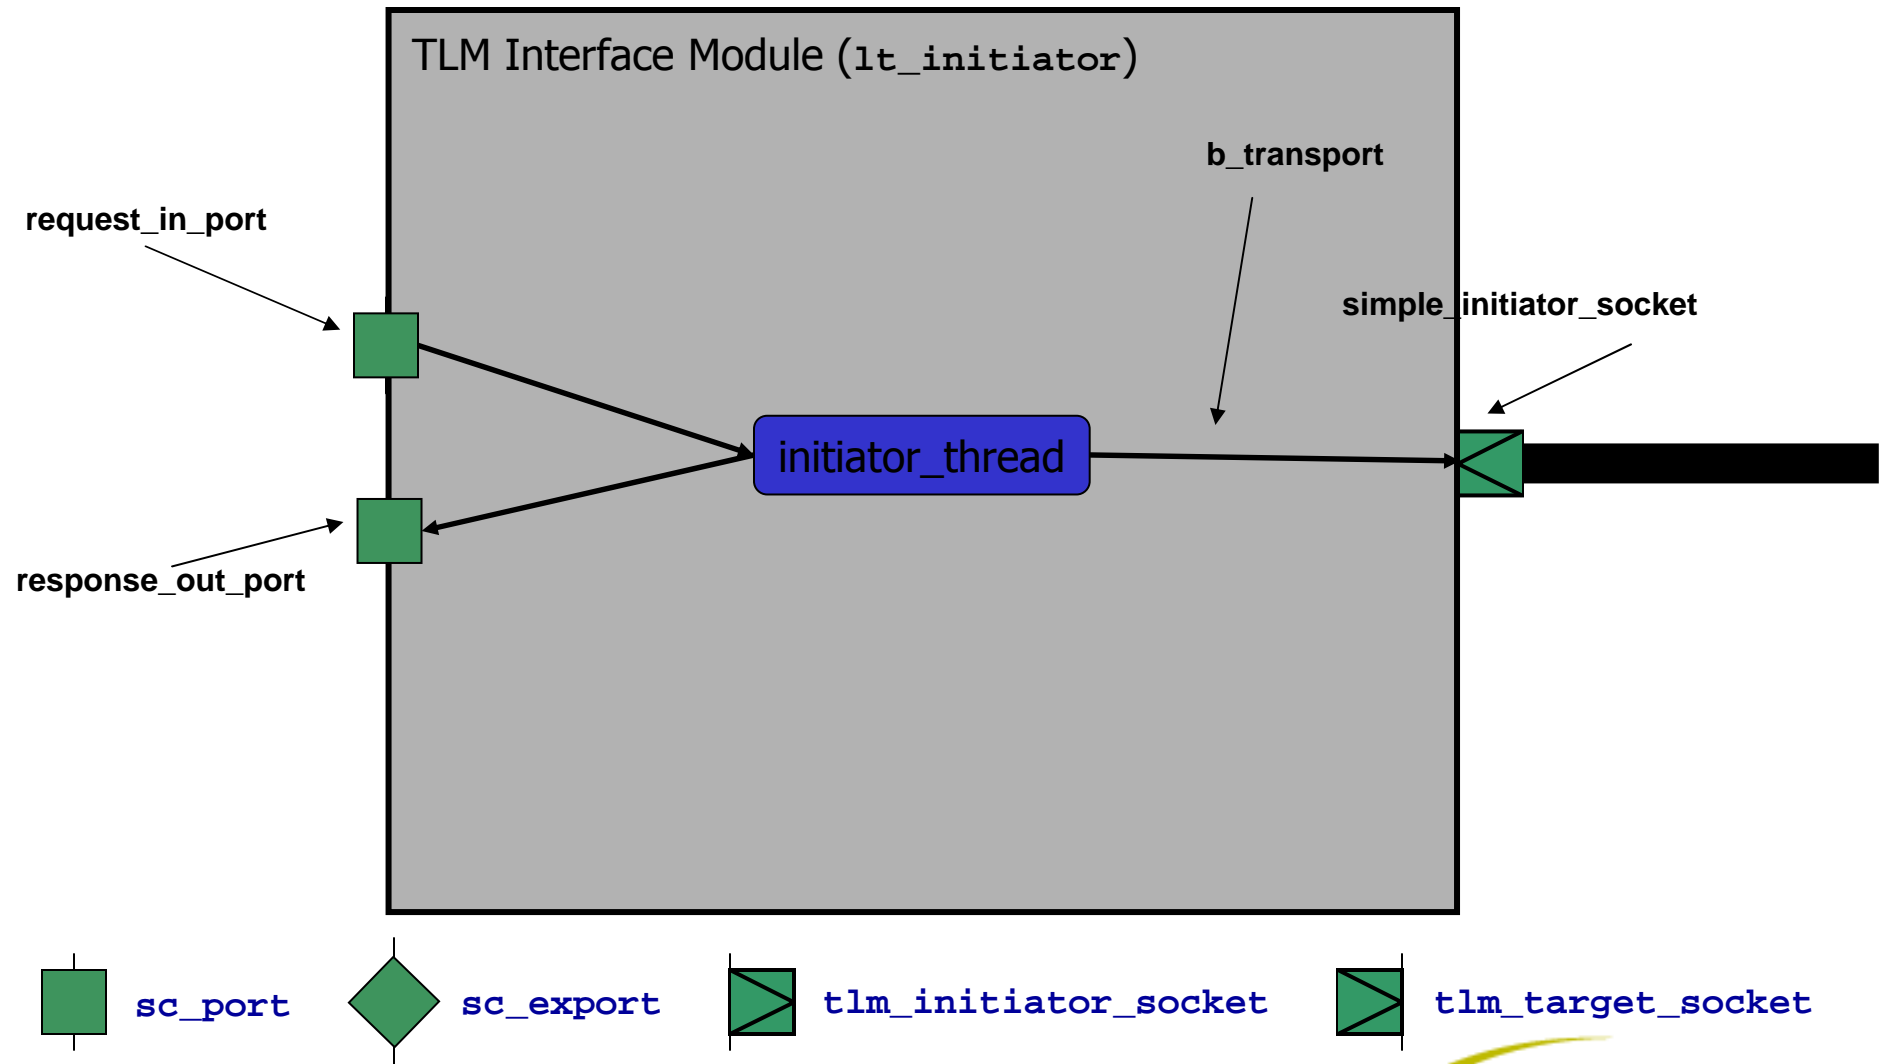 TLM Interface Module (lt_initiator)
b_transport
request_in_port
simple_initiator_socket
initiator_thread
response_out_port
sc_port
sc_export
tlm_initiator_socket
tlm_target_socket